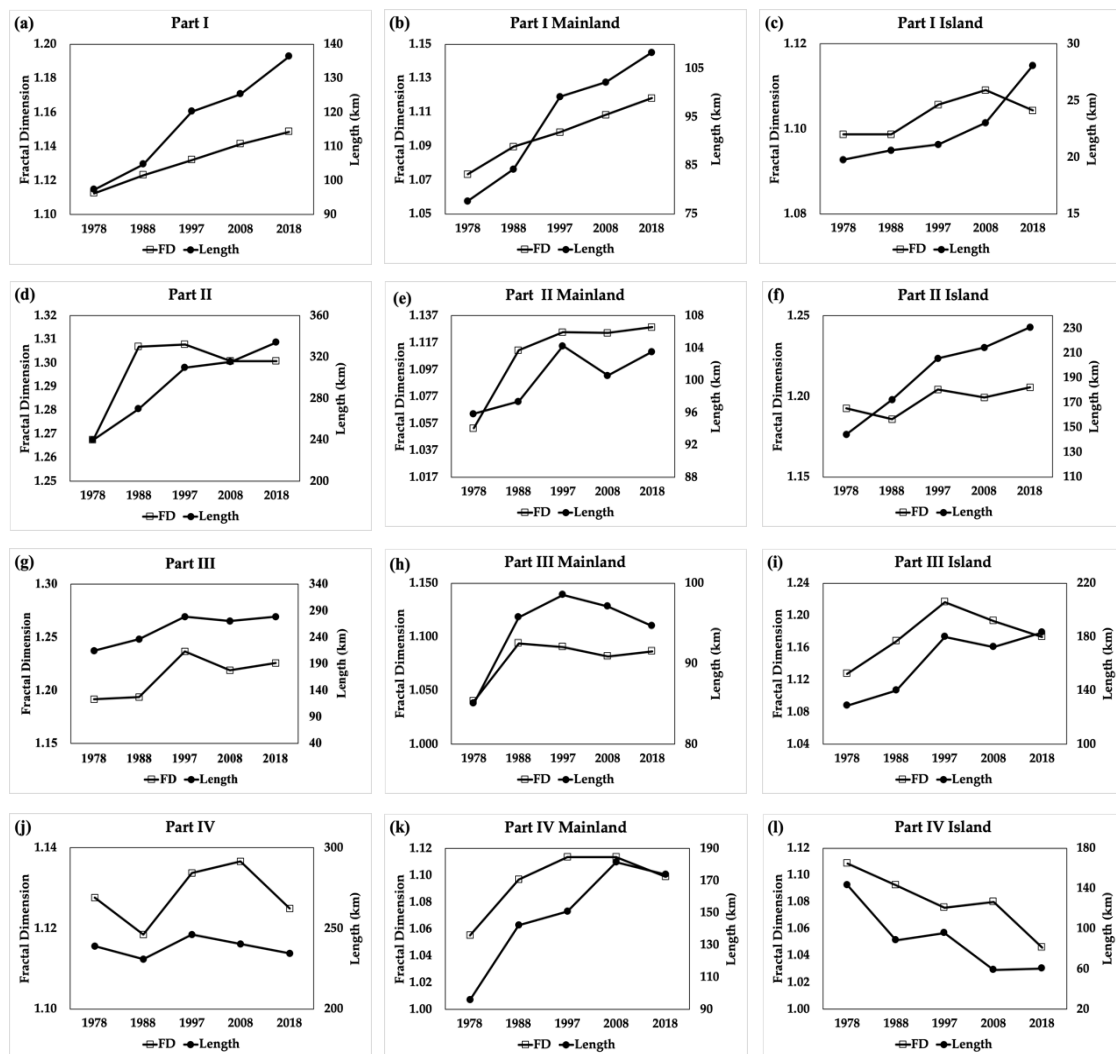 (a) Part I
Fractal Dimension
1.20
1.18
1.16
1.14
1.12
1.10
140
130
120
110
100
90
Length (km)
1978 1988 1997 2008 2018
FD Length
(b) Part I Mainland
Fractal Dimension
1.15
1.13
1.11
1.09
1.07
1.05
105
95
85
75
Length (km)
1978 1988 1997 2008 2018
FD Length
(c) Part I Island
Fractal Dimension
1.12
1.10
1.08
30
25
20
15
Length (km)
1978 1988 1997 2008 2018
FD Length
(d) Part II
Fractal Dimension
1.32
1.31
1.30
1.28
1.27
1.26
1.25
360
320
280
240
200
Length (km)
1978 1988 1997 2008 2018
FD Length
(e) Part II Mainland
Fractal Dimension
1.137
1.117
1.097
1.077
1.057
1.037
1.017
108
104
100
96
94
88
Length (km)
1978 1988 1997 2008 2018
FD Length
(f) Part II Island
Fractal Dimension
1.25
1.20
1.15
230
210
190
170
150
130
110
Length (km)
1978 1988 1997 2008 2018
FD Length
(g) Part III
Fractal Dimension
1.30
1.25
1.20
1.15
340
290
240
190
140
90
40
Length (km)
1978 1988 1997 2008 2018
FD Length
(h) Part III Mainland
Fractal Dimension
1.150
1.100
1.050
1.000
100
90
80
Length (km)
1978 1988 1997 2008 2018
FD Length
(i) Part III Island
Fractal Dimension
1.24
1.20
1.16
1.12
1.08
1.04
220
180
140
100
Length (km)
1978 1988 1997 2008 2018
FD Length
(j) Part IV
Fractal Dimension
1.14
1.12
1.10
300
250
200
Length (km)
1978 1988 1997 2008 2018
FD Length
(k) Part IV Mainland
Fractal Dimension
1.12
1.10
1.08
1.06
1.04
1.02
1.00
190
170
150
130
110
90
Length (km)
1978 1988 1997 2008 2018
FD Length
(l) Part IV Island
Fractal Dimension
1.12
1.10
1.08
1.06
1.04
1.02
1.00
180
140
100
60
20
Length (km)
1978 1988 1997 2008 2018
FD Length